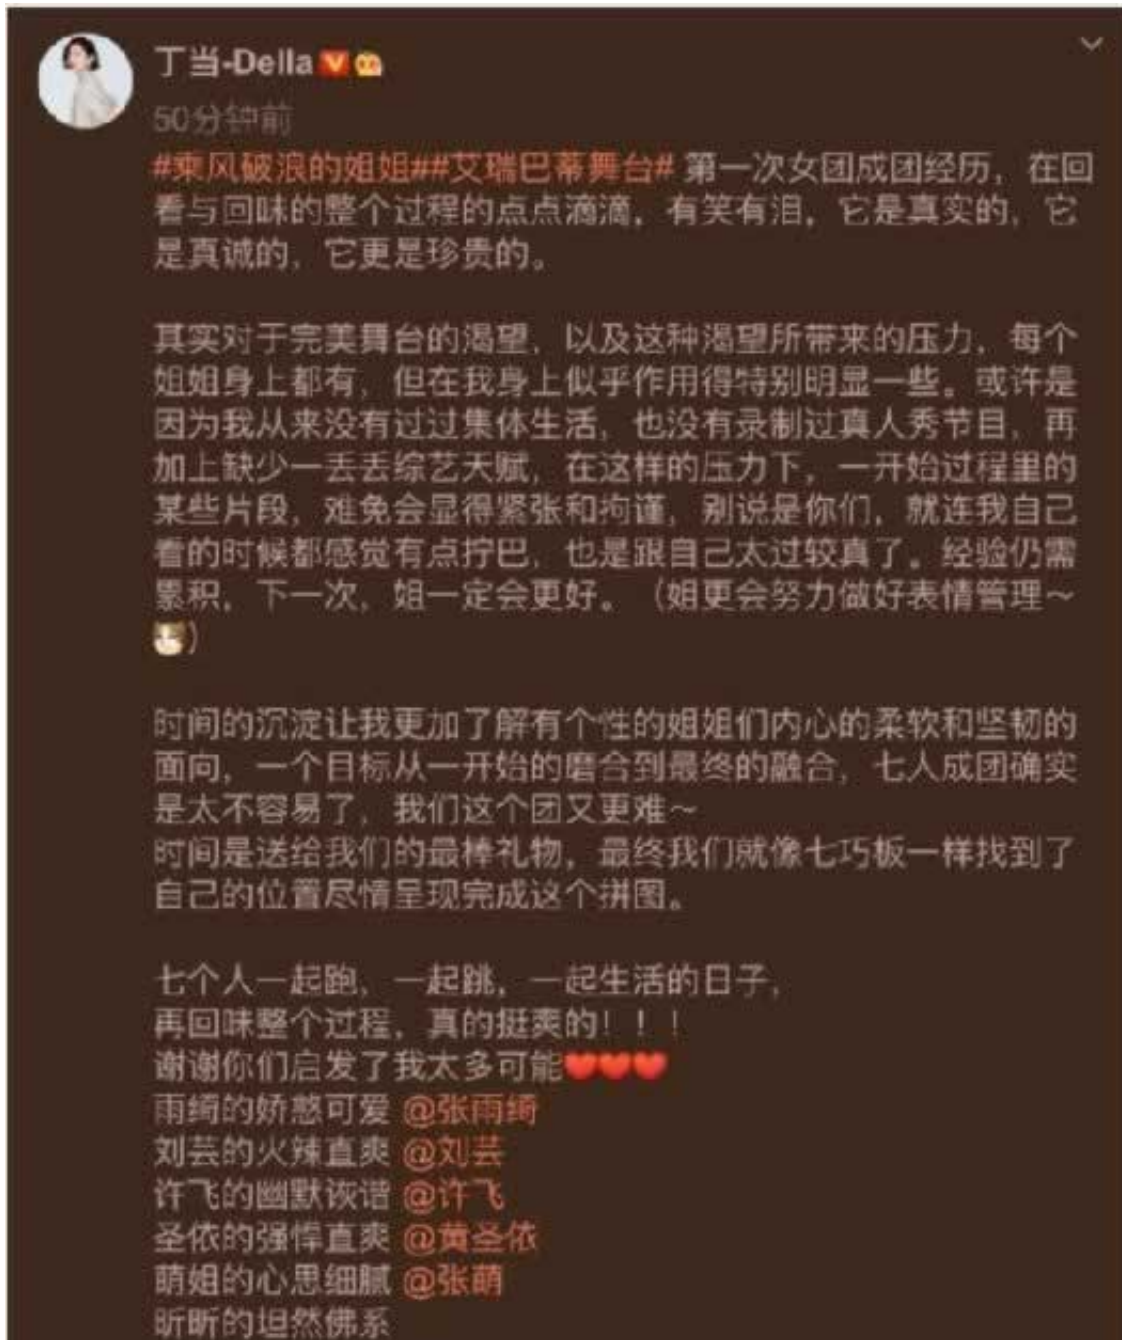 丁当-Della
50分钟前
#乘风破浪的姐姐##艾瑞巴蒂舞台# 第一次女团成团经历，在回
看与回味的整个过程的点点滴滴，有笑有泪，它是真实的，它
是真诚的，它更是珍贵的。
其实对于完美舞台的渴望，以及这种渴望所带来的压力，每个
姐姐身上都有，但在我身上似乎作用得特别明显一些。或许是
因为我从来没有过过集体生活，也没有录制过真人秀节目，再
加上缺少一丢丢综艺天赋，在这样的压力下，一开始过程里的
某些片段，难免会显得紧张和拘谨，别说是你们，就连我自己
看的时候都感觉有点拧巴，也是跟自己太过较真了。经验仍需
累积，下一次，姐一定会更好。（姐更会努力做好表情管理～
）
时间的沉淀让我更加了解有个性的姐姐们内心的柔软和坚韧的
面向，一个目标从一开始的磨合到最终的融合，七人成团确实
是太不容易了，我们这个团又更难～
时间是送给我们的最棒礼物，最终我们就像七巧板一样找到了
自己的位置尽情呈现完成这个拼图。
七个人一起跑，一起跳，一起生活的日子，
再回味整个过程，真的挺爽的！！！
谢谢你们启发了我太多可能❤❤❤
雨绮的娇憨可爱 @张雨绮
刘芸的火辣直爽 @刘芸
许飞的幽默诙谐 @许飞
圣依的强悍直爽 @黄圣依
萌姐的心思细腻 @张萌
昕昕的坦然佛系